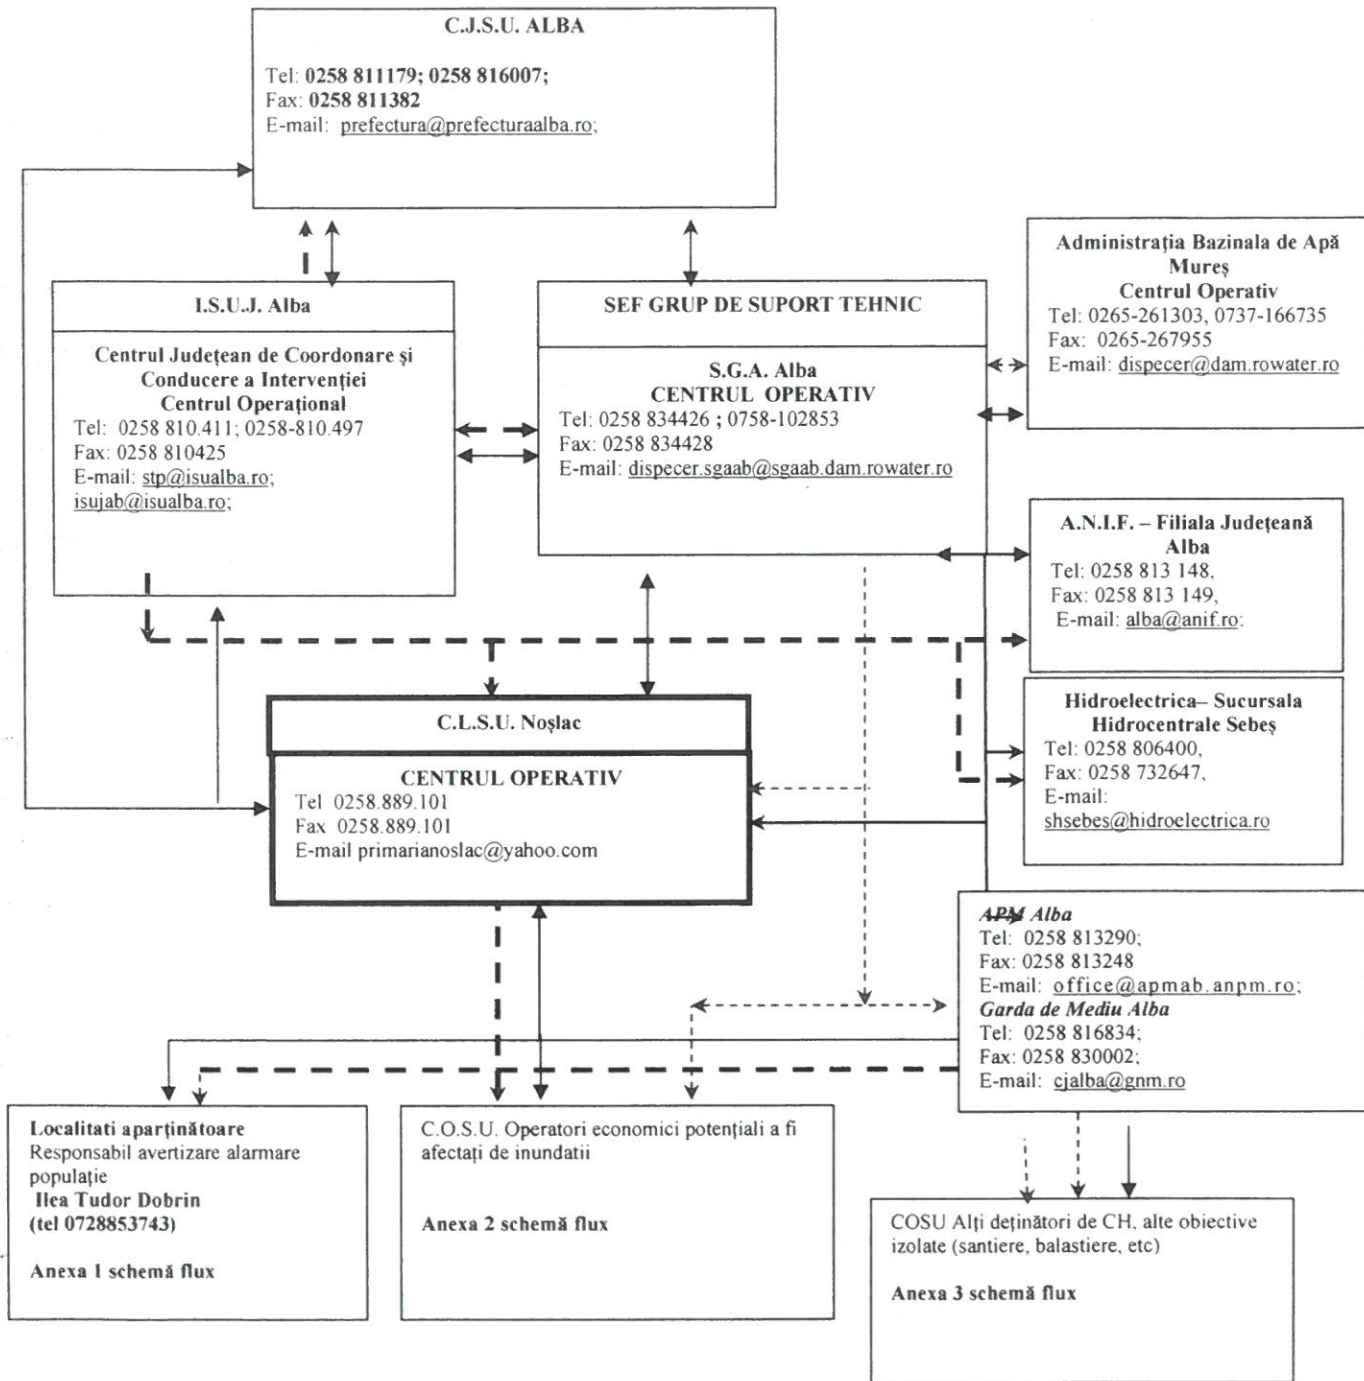 C.J.S.U. ALBA
Tel: 0258 811179; 0258 816007;
Fax: 0258 811382
E-mail: prefectura@prefecturaalba.ro;
I.S.U.J. Alba
Centrul Județean de Coordonare și
Conducere a Intervenției
Centrul Operațional
Tel: 0258 810.411; 0258-810.497
Fax: 0258 810425
E-mail: stp@isualba.ro;
isujab@isualba.ro;
SEF GRUP DE SUPORT TEHNIC
S.G.A. Alba
CENTRUL OPERATIV
Tel: 0258 834426 ; 0758-102853
Fax: 0258 834428
E-mail: dispecer.sgaab@sgaab.dam.rowater.ro
Administrația Bazinala de Apă
Mureș
Centrul Operativ
Tel: 0265-261303, 0737-166735
Fax: 0265-267955
E-mail: dispecer@dam.rowater.ro
A.N.I.F. – Filiala Județeană
Alba
Tel: 0258 813 148,
Fax: 0258 813 149,
E-mail: alba@anif.ro;
Hidroelectrica– Sucursala
Hidrocentrale Sebeș
Tel: 0258 806400,
Fax: 0258 732647,
E-mail:
shsebes@hidroelectrica.ro
C.L.S.U. Noșlac
CENTRUL OPERATIV
Tel 0258.889.101
Fax 0258.889.101
E-mail primarianoslac@yahoo.com
APM Alba
Tel: 0258 813290;
Fax: 0258 813248
E-mail: office@apmab.anpm.ro;
Garda de Mediu Alba
Tel: 0258 816834;
Fax: 0258 830002;
E-mail: cjalba@gnm.ro
Localitati aparținătoare
Responsabil avertizare alarmare
populație
Ilea Tudor Dobrin
(tel 0728853743)
Anexa 1 schemă flux
C.O.S.U. Operatori economici potențiali a fi
afectați de inundatii
Anexa 2 schemă flux
COSU Alți deținători de CH, alte obiective
izolate (santiere, balastiere, etc)
Anexa 3 schemă flux